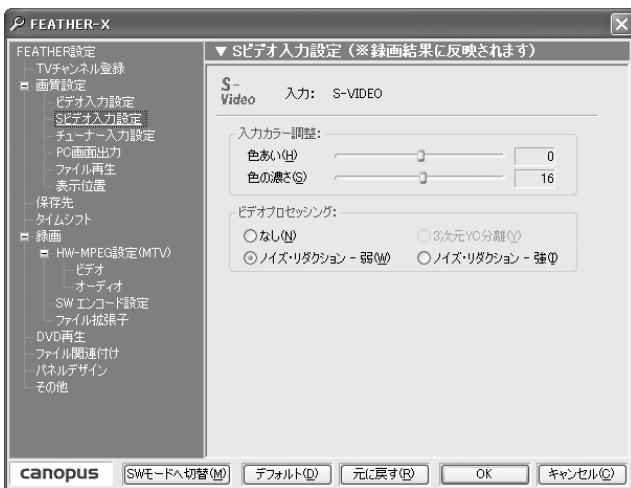 FEATHER-X
FEATHER設定
TVチャンネル登録
画質設定
ビデオ入力設定
Sビデオ入力設定
チューナー入力設定
PC画面出力
ファイル再生
表示位置
保存先
タイムシフト
録画
HW-MPEG設定(MTV)
ビデオ
オーディオ
SW エンコード設定
ファイル拡張子
DVD再生
ファイル関連付け
パネルデザイン
その他
▼ Sビデオ入力設定 (※録画結果に反映されます)
S-Video 入力: S-VIDEO
入力カラー調整:
色あい(H) 0
色の濃さ(S) 16
ビデオプロセッシング:
なし(N) 3次元YC分離(Y)
ノイズ・リダクション - 弱(W) ノイズ・リダクション - 強(I)
canopus SWモードへ切替(M) デフォルト(D) 元に戻す(R) OK キャンセル(C)